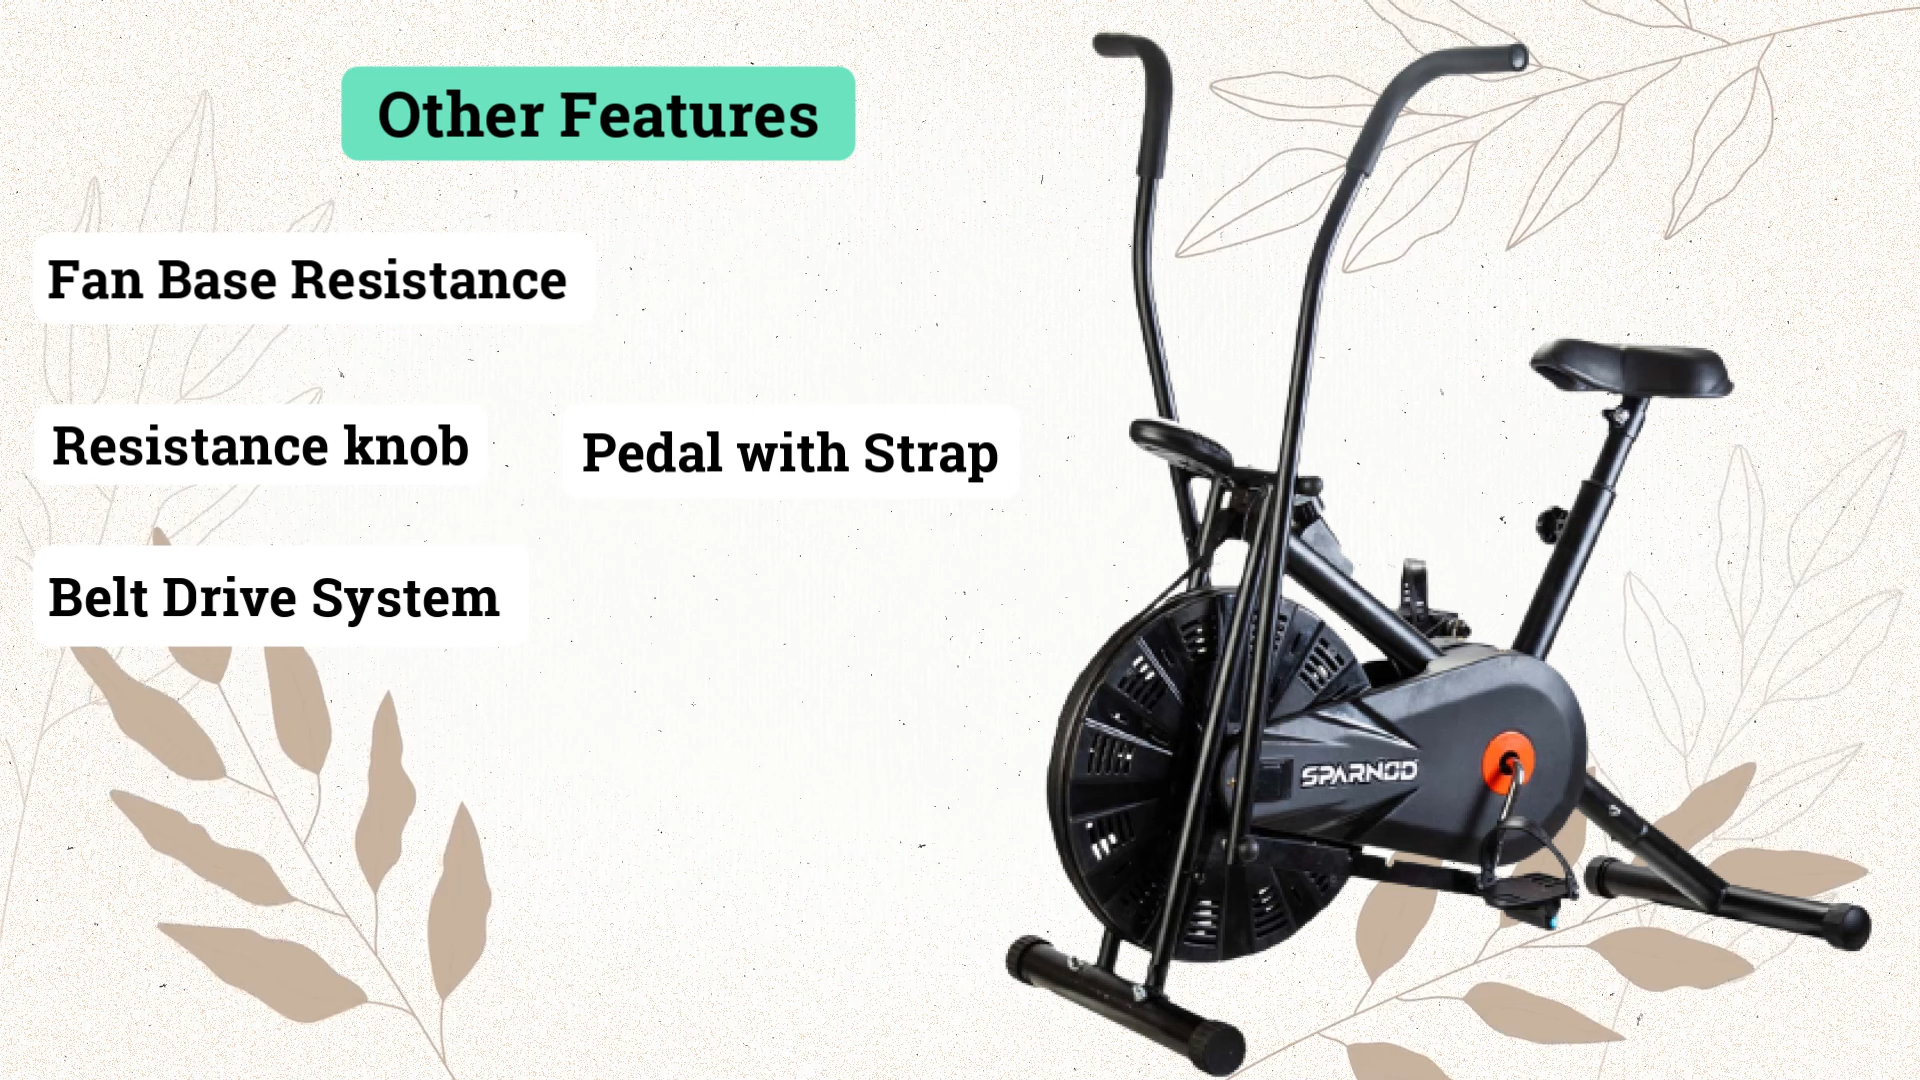 Other Features
Fan Base Resistance
Resistance knob
Pedal with Strap
Belt Drive System
SPARNOD